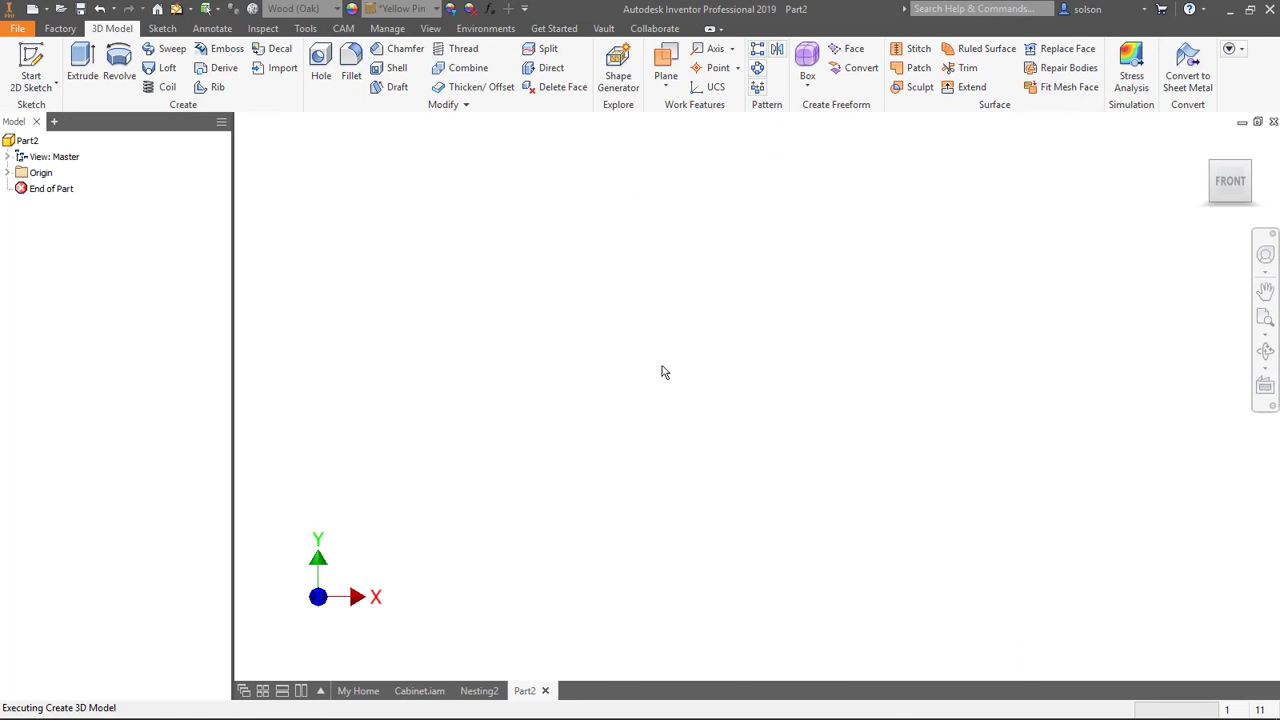 PRO
Wood (Oak)
*Yellow Pin
Autodesk Inventor Professional 2019 Part2
Search Help & Commands...
solson
File Factory 3D Model Sketch Annotate Inspect Tools CAM Manage View Environments Get Started Vault Collaborate
Start
2D Sketch
Extrude
Revolve
Sweep
Emboss
Decal
Loft
Derive
Import
Coil
Rib
Hole
Fillet
Chamfer
Thread
Split
Shell
Combine
Direct
Draft
Thicken/ Offset
Delete Face
Shape
Generator
Plane
Axis
Point
UCS
Box
Face
Convert
Stitch
Ruled Surface
Replace Face
Patch
Trim
Repair Bodies
Sculpt
Extend
Fit Mesh Face
Stress
Analysis
Convert to
Sheet Metal
Sketch Create Modify Explore Work Features Pattern Create Freeform Surface Simulation Convert
Model
Part2
View: Master
Origin
End of Part
FRONT
Y
X
My Home Cabinet.iam Nesting2 Part2
Executing Create 3D Model 1 11